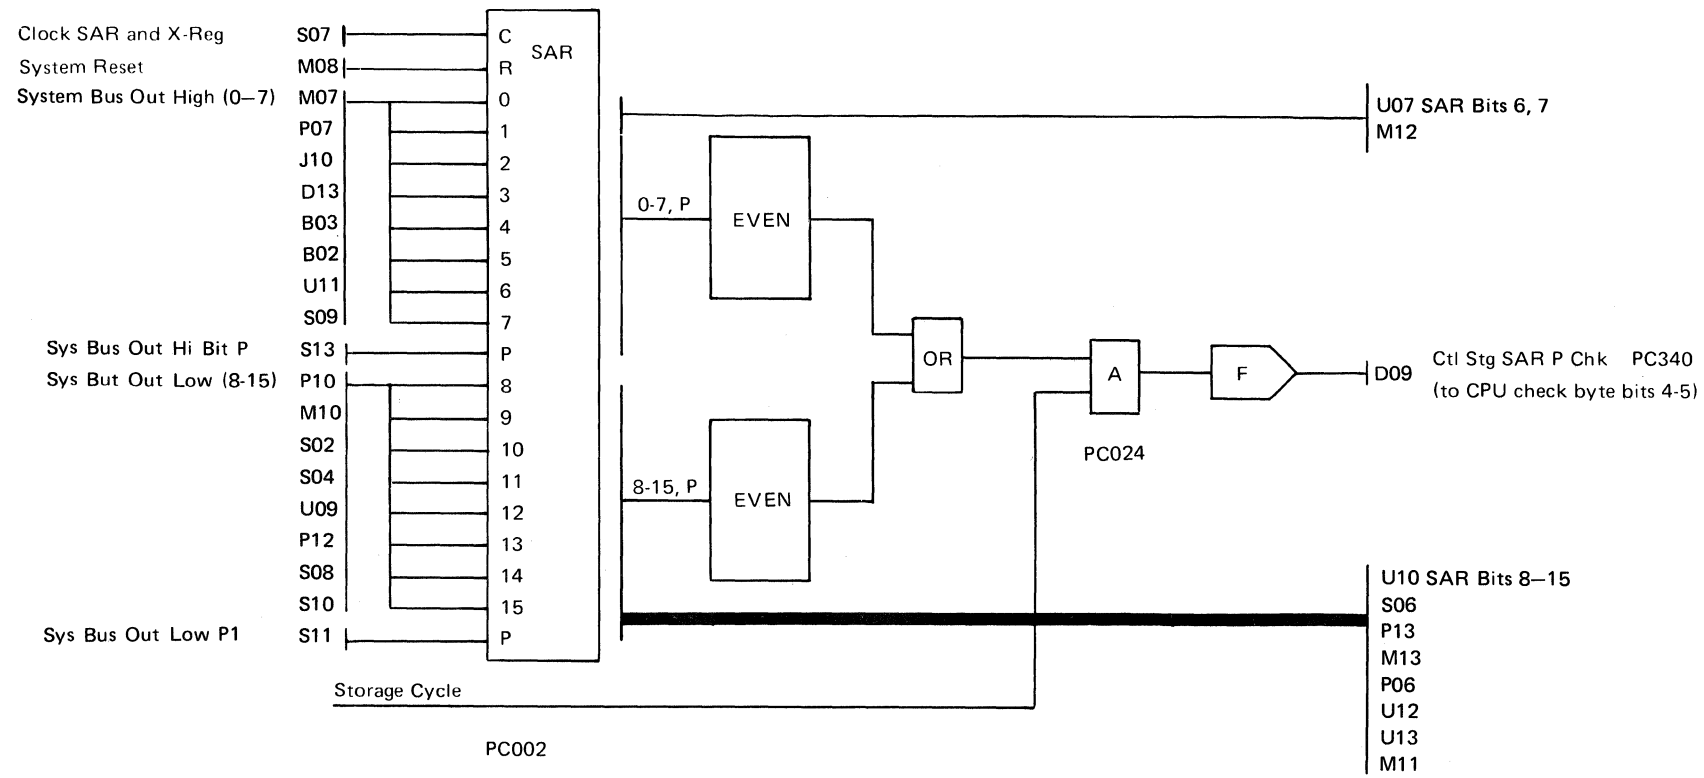 Clock SAR and X-Reg S07 C SAR
System Reset M08 R
System Bus Out High (0–7) M07 0
P07 1
J10 2
D13 3
B03 4
B02 5
U11 6
S09 7
Sys Bus Out Hi Bit P S13 P
Sys But Out Low (8-15) P10 8
M10 9
S02 10
S04 11
U09 12
P12 13
S08 14
S10 15
Sys Bus Out Low P1 S11 P
Storage Cycle
PC002
0-7, P
EVEN
8-15, P
EVEN
OR
A
PC024
F
U07 SAR Bits 6, 7
M12
D09 Ctl Stg SAR P Chk PC340
(to CPU check byte bits 4-5)
U10 SAR Bits 8–15
S06
P13
M13
P06
U12
U13
M11